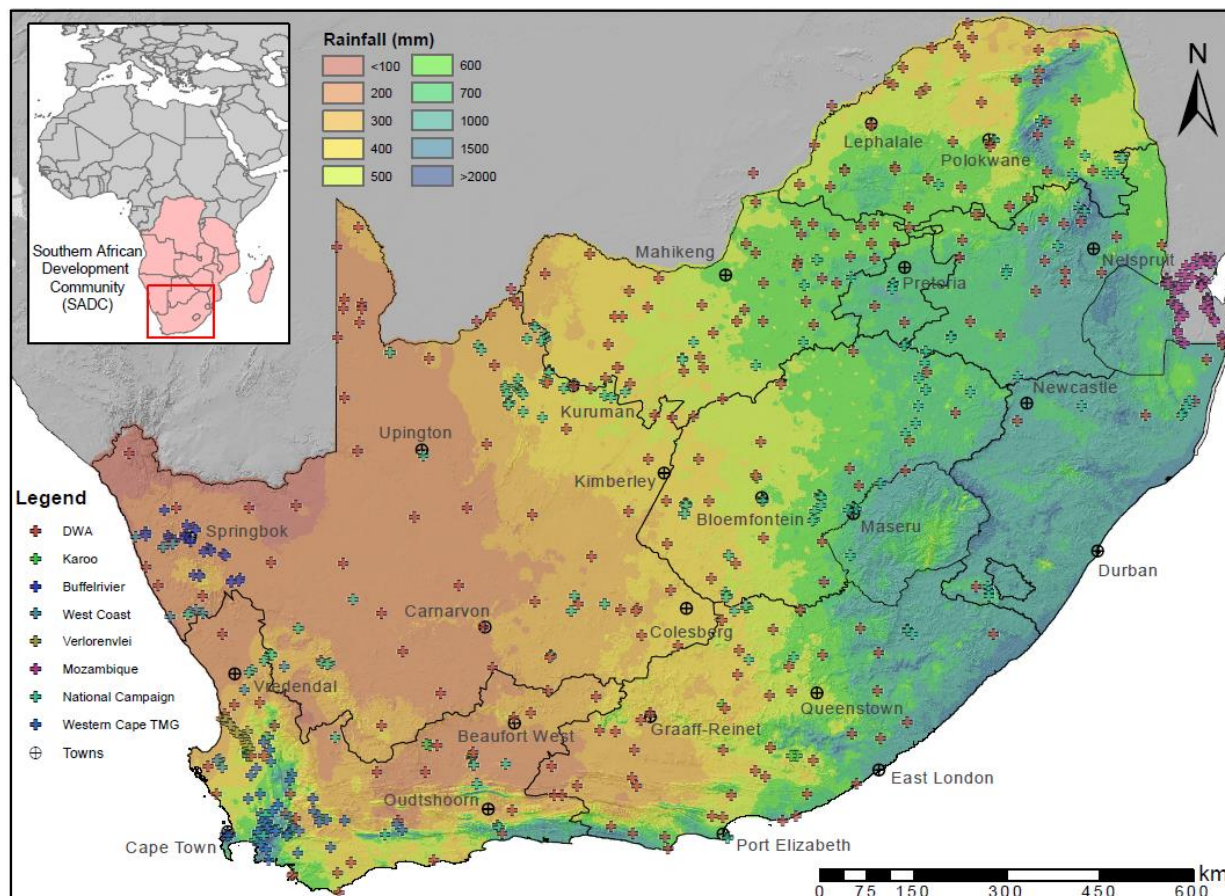 Rainfall (mm)
<100
200
300
400
500
600
700
1000
1500
>2000
N
Southern African
Development
Community
(SADC)
Lephalale
Polokwane
Mahikeng
Pretoria
Nelspruit
Newcastle
Kuruman
Upington
Kimberley
Bloemfontein
Maseru
Springbok
Durban
Carnarvon
Colesberg
Vredendal
Queenstown
Beaufort West
Graaff-Reinet
East London
Oudtshoorn
Cape Town
Port Elizabeth
Legend
DWA
Karoo
Buffelrivier
West Coast
Verlorenvlei
Mozambique
National Campaign
Western Cape TMG
Towns
km
0 75 150 300 450 600